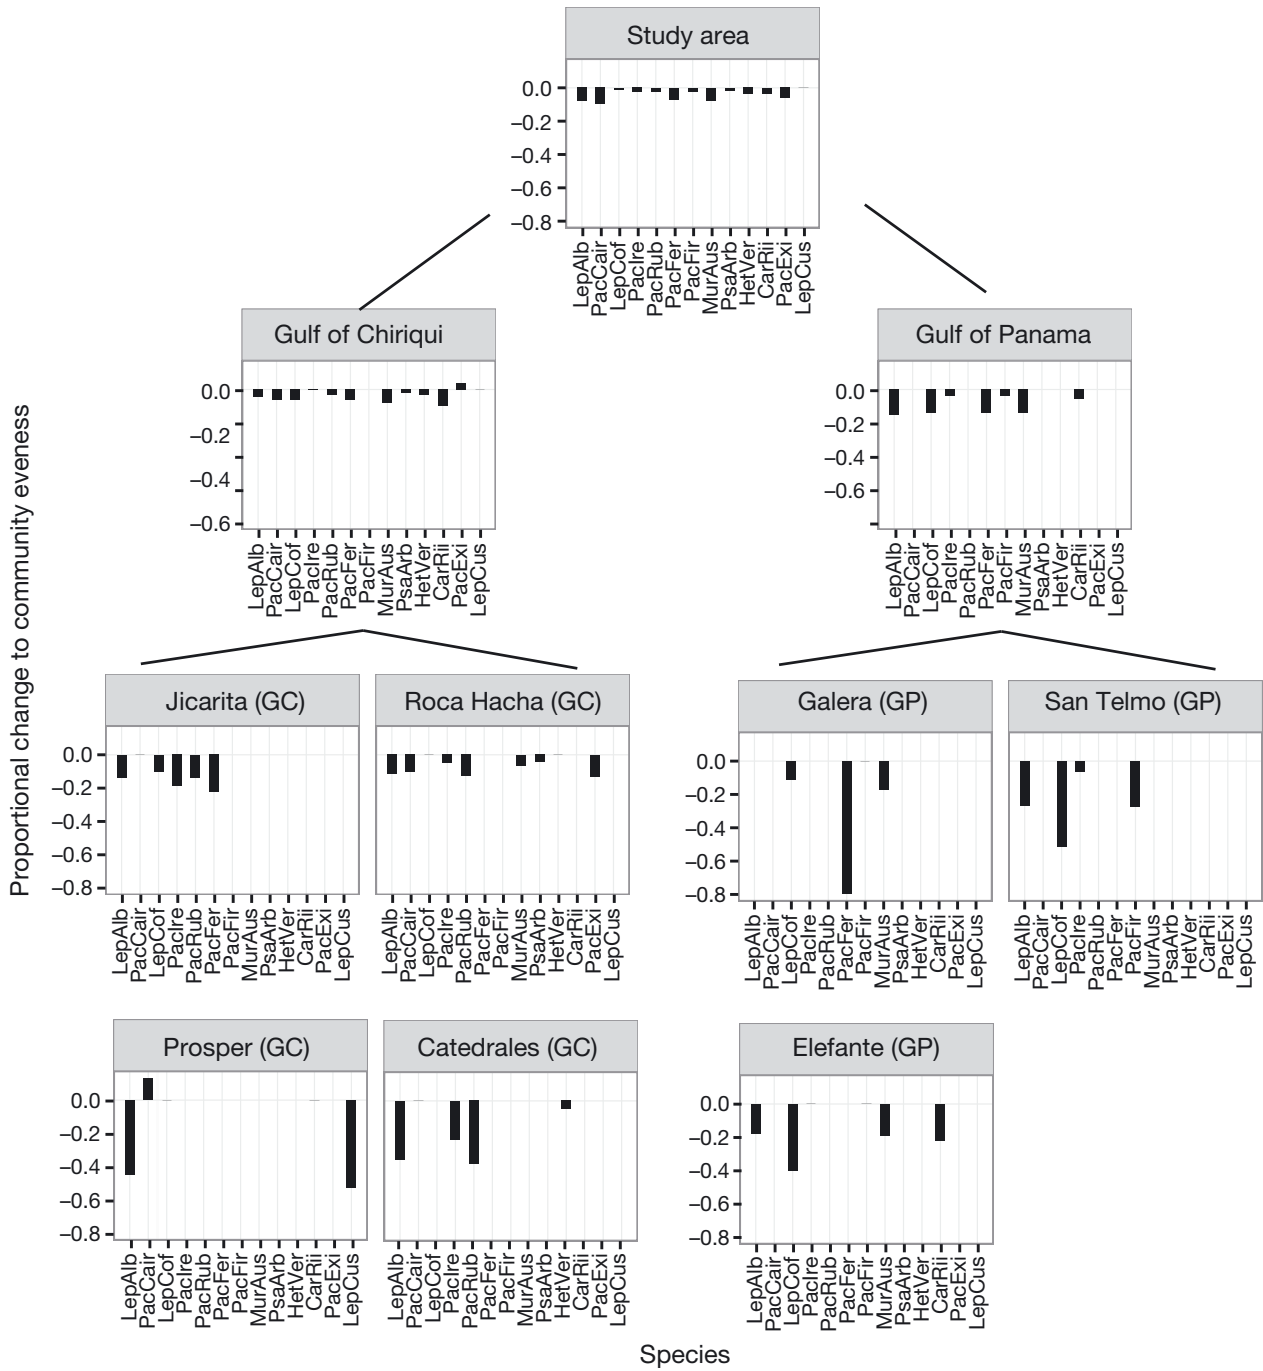 Study area
0.0
−0.2
−0.4
−0.6
−0.8
LepAlb
PacCair
LepCof
PacIre
PacRub
PacFer
PacFir
MurAus
PsaArb
HetVer
CarRii
PacExi
LepCus
Gulf of Chiriqui
0.0
−0.2
−0.4
−0.6
LepAlb
PacCair
LepCof
PacIre
PacRub
PacFer
PacFir
MurAus
PsaArb
HetVer
CarRii
PacExi
LepCus
Gulf of Panama
0.0
−0.2
−0.4
−0.6
LepAlb
PacCair
LepCof
PacIre
PacRub
PacFer
PacFir
MurAus
PsaArb
HetVer
CarRii
PacExi
LepCus
Proportional change to community eveness
Jicarita (GC)
0.0
−0.2
−0.4
−0.6
−0.8
LepAlb
PacCair
LepCof
PacIre
PacRub
PacFer
PacFir
MurAus
PsaArb
HetVer
CarRii
PacExi
LepCus
Roca Hacha (GC)
LepAlb
PacCair
LepCof
PacIre
PacRub
PacFer
PacFir
MurAus
PsaArb
HetVer
CarRii
PacExi
LepCus
Galera (GP)
0.0
−0.2
−0.4
−0.6
−0.8
LepAlb
PacCair
LepCof
PacIre
PacRub
PacFer
PacFir
MurAus
PsaArb
HetVer
CarRii
PacExi
LepCus
San Telmo (GP)
LepAlb
PacCair
LepCof
PacIre
PacRub
PacFer
PacFir
MurAus
PsaArb
HetVer
CarRii
PacExi
LepCus
Prosper (GC)
0.0
−0.2
−0.4
−0.6
−0.8
LepAlb
PacCair
LepCof
PacIre
PacRub
PacFer
PacFir
MurAus
PsaArb
HetVer
CarRii
PacExi
LepCus
Catedrales (GC)
LepAlb
PacCair
LepCof
PacIre
PacRub
PacFer
PacFir
MurAus
PsaArb
HetVer
CarRii
PacExi
LepCus
Elefante (GP)
0.0
−0.2
−0.4
−0.6
−0.8
LepAlb
PacCair
LepCof
PacIre
PacRub
PacFer
PacFir
MurAus
PsaArb
HetVer
CarRii
PacExi
LepCus
Species